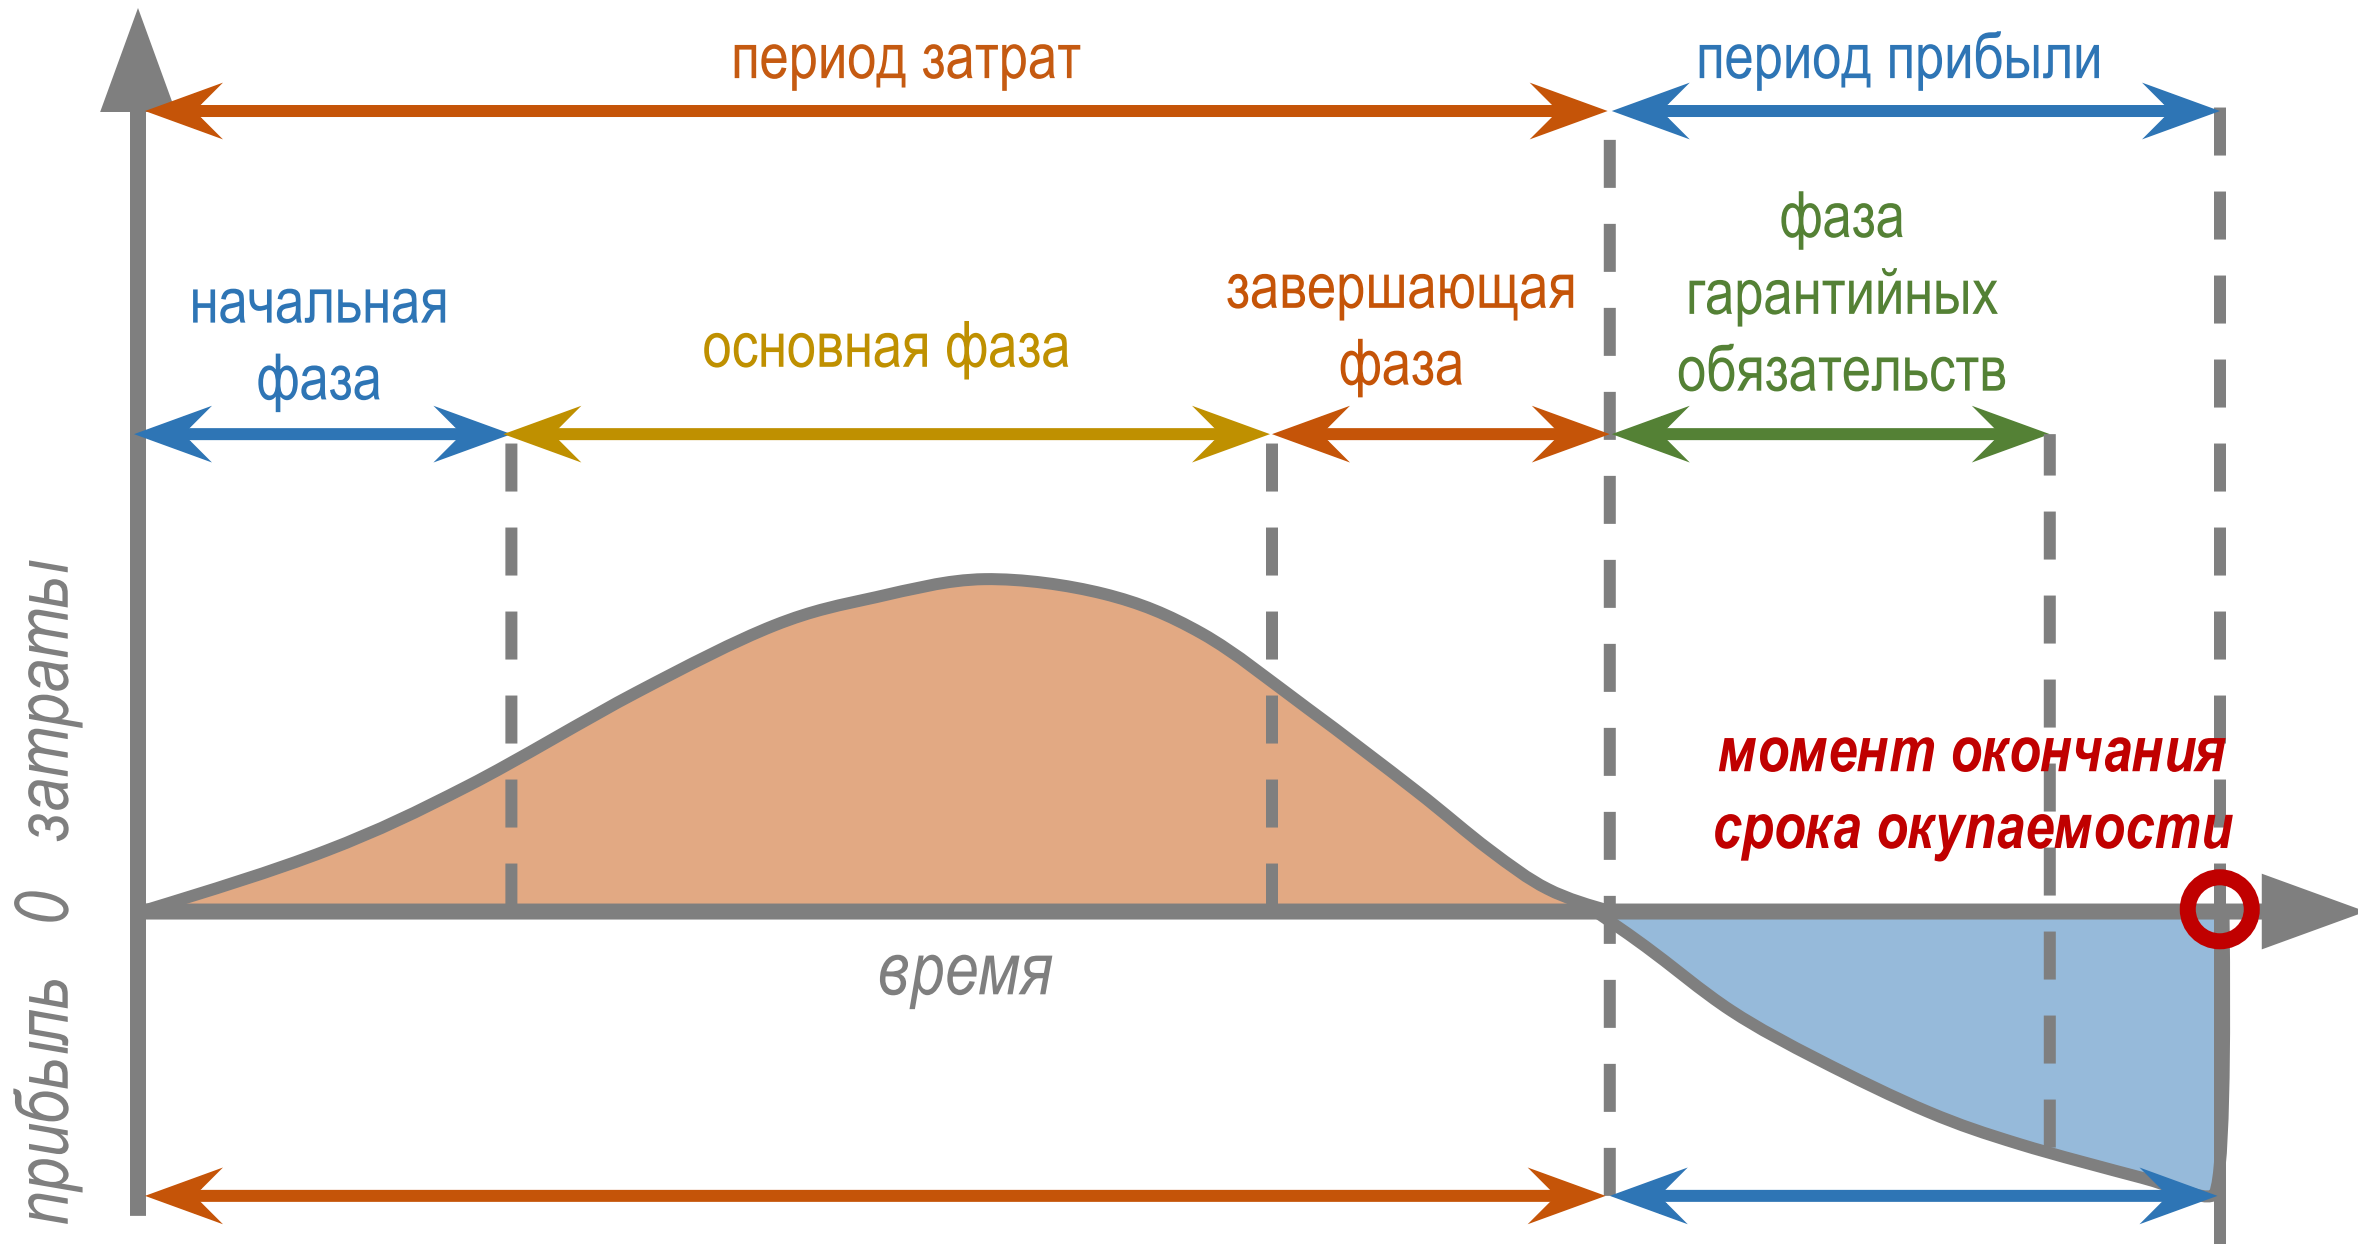 период затрат
период прибыли
начальная
фаза
основная фаза
завершающая
фаза
фаза
гарантийных
обязательств
момент окончания
срока окупаемости
время
прибыль 0 затраты